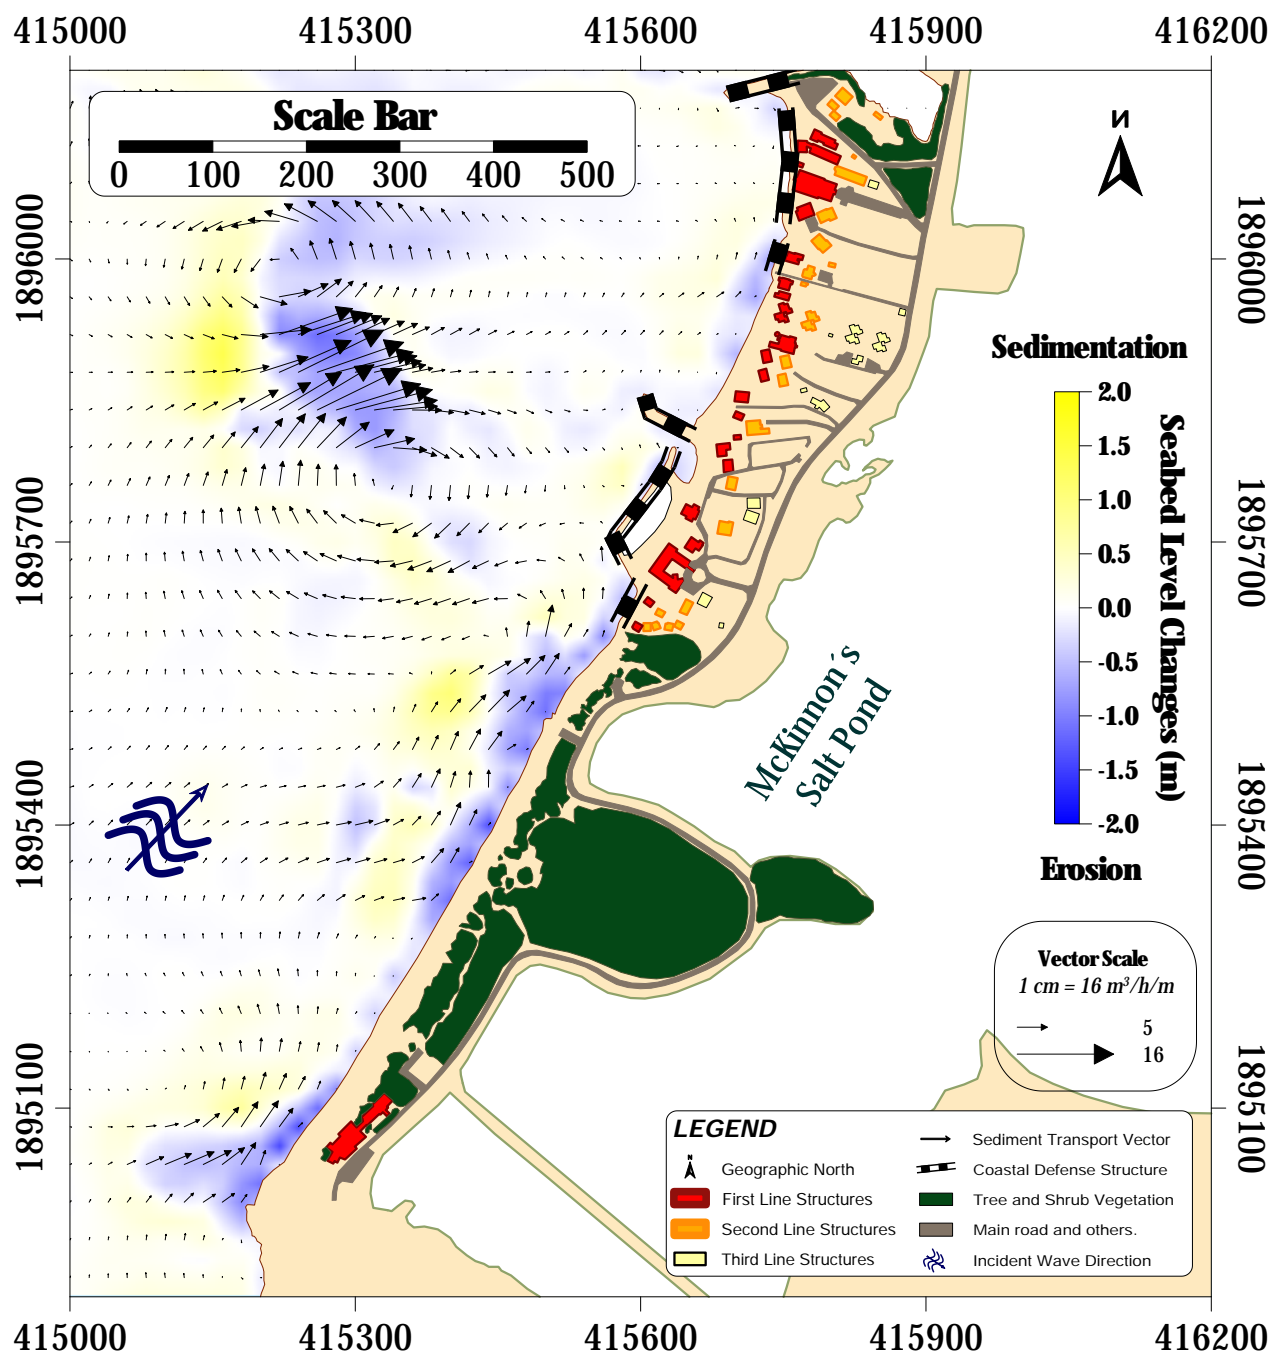 415000 415300 415600 415900 416200
Scale Bar
0 100 200 300 400 500
N
1896000
1896000
Sedimentation
2.0
1.5
1.0
0.5
0.0
-0.5
-1.0
-1.5
-2.0
Seabed Level Changes (m)
Erosion
1895700
1895700
McKinnon´s
Salt Pond
1895400
1895400
Vector Scale
1 cm = 16 m³/h/m
5
16
1895100
1895100
LEGEND
N
Geographic North
First Line Structures
Second Line Structures
Third Line Structures
Sediment Transport Vector
Coastal Defense Structure
Tree and Shrub Vegetation
Main road and others.
Incident Wave Direction
415000 415300 415600 415900 416200